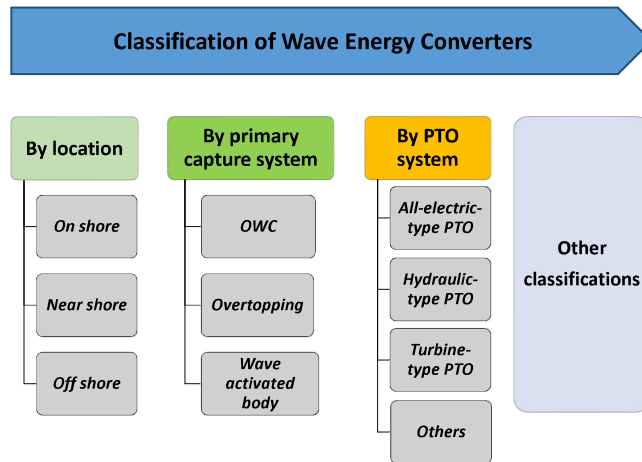 Classification of Wave Energy Converters
By location
On shore
Near shore
Off shore
By primary
capture system
OWC
Overtopping
Wave
activated
body
By PTO
system
All-electric-
type PTO
Hydraulic-
type PTO
Turbine-
type PTO
Others
Other
classifications